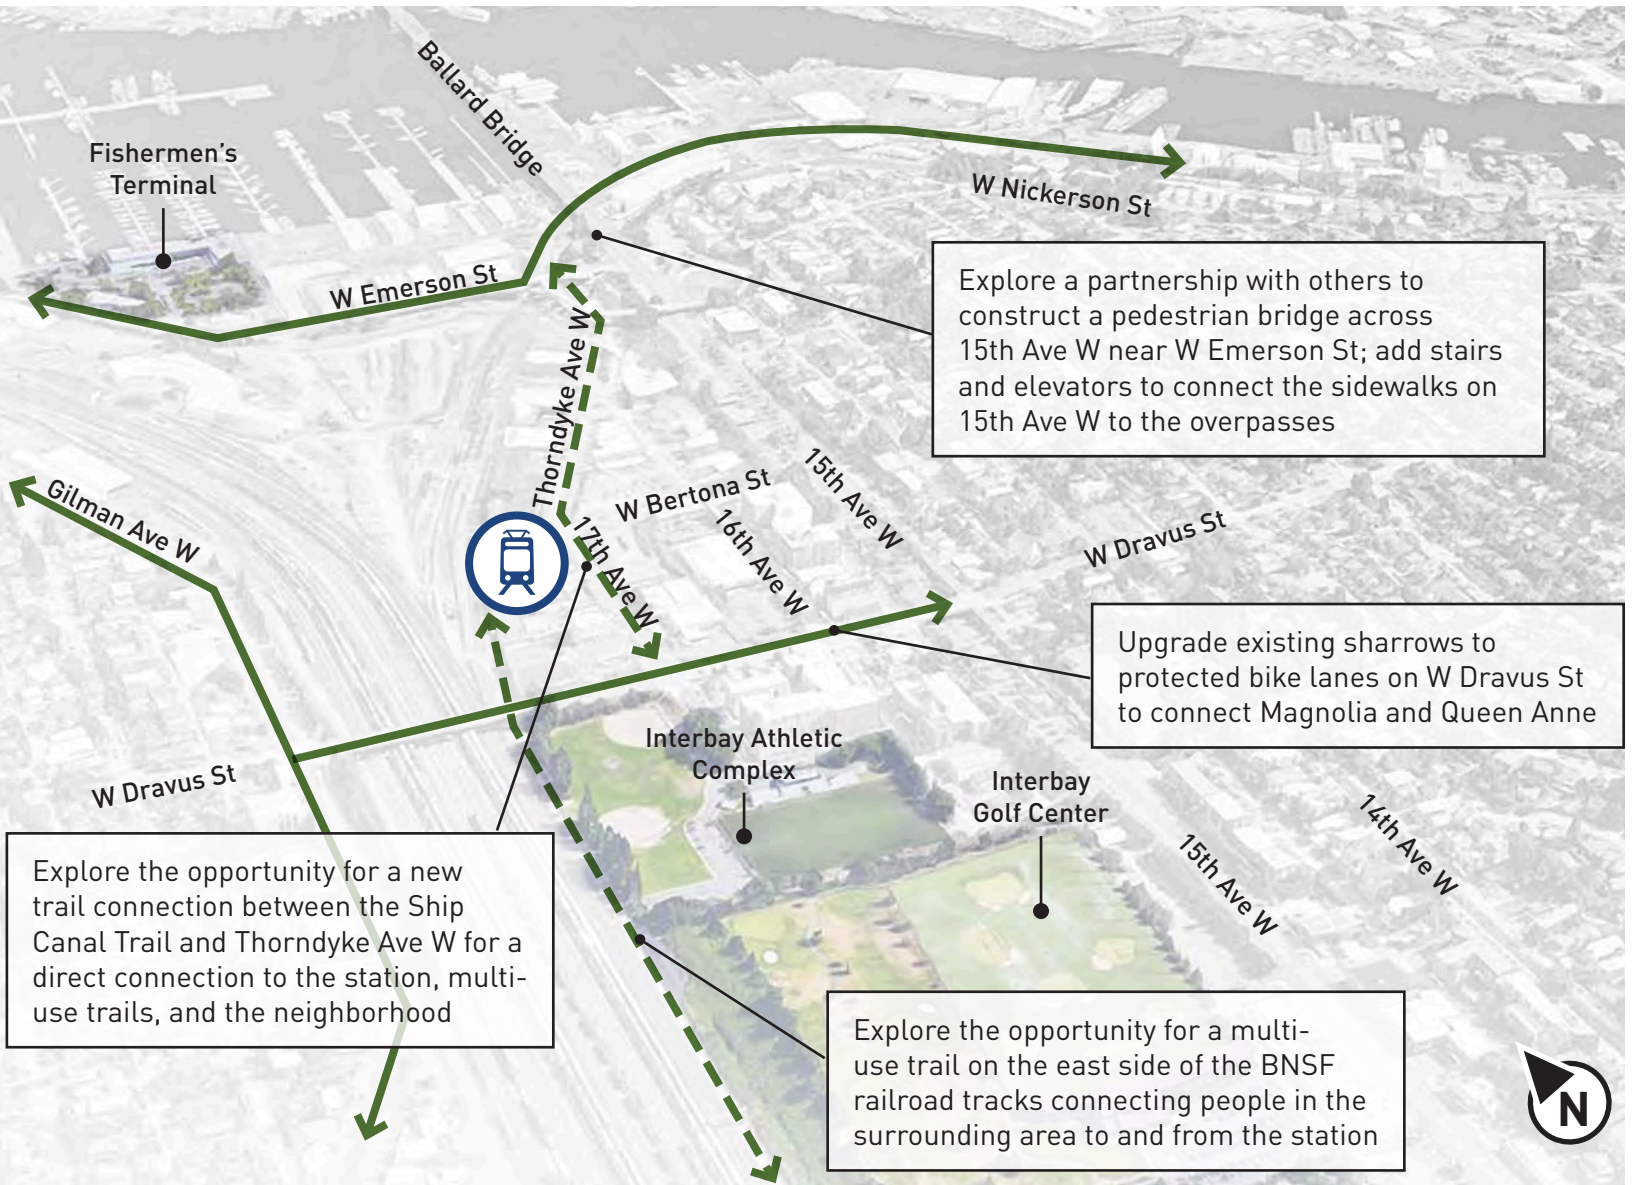 Ballard Bridge
Fishermen's
Terminal
W Nickerson St
W Emerson St
Explore a partnership with others to
construct a pedestrian bridge across
15th Ave W near W Emerson St; add stairs
and elevators to connect the sidewalks on
15th Ave W to the overpasses
Thorndyke Ave W
Gilman Ave W
W Bertona St
15th Ave W
16th Ave W
17th Ave W
W Dravus St
Upgrade existing sharrows to
protected bike lanes on W Dravus St
to connect Magnolia and Queen Anne
Interbay Athletic
Complex
Interbay
Golf Center
W Dravus St
14th Ave W
15th Ave W
Explore the opportunity for a new
trail connection between the Ship
Canal Trail and Thorndyke Ave W for a
direct connection to the station, multi-
use trails, and the neighborhood
Explore the opportunity for a multi-
use trail on the east side of the BNSF
railroad tracks connecting people in the
surrounding area to and from the station
N